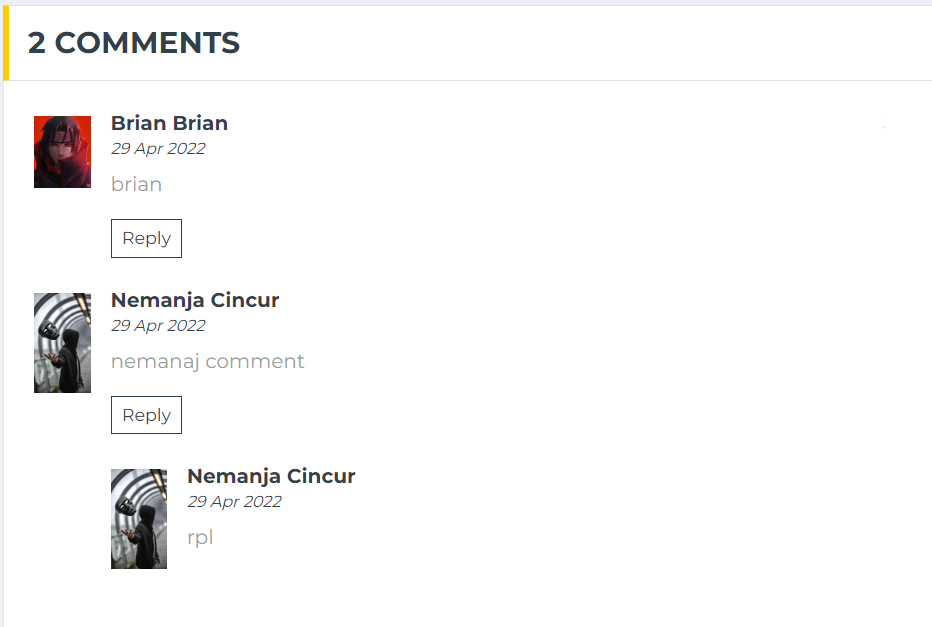 2 COMMENTS
Brian Brian
29 Apr 2022
brian
Reply
Nemanja Cincur
29 Apr 2022
nemanaj comment
Reply
Nemanja Cincur
29 Apr 2022
rpl